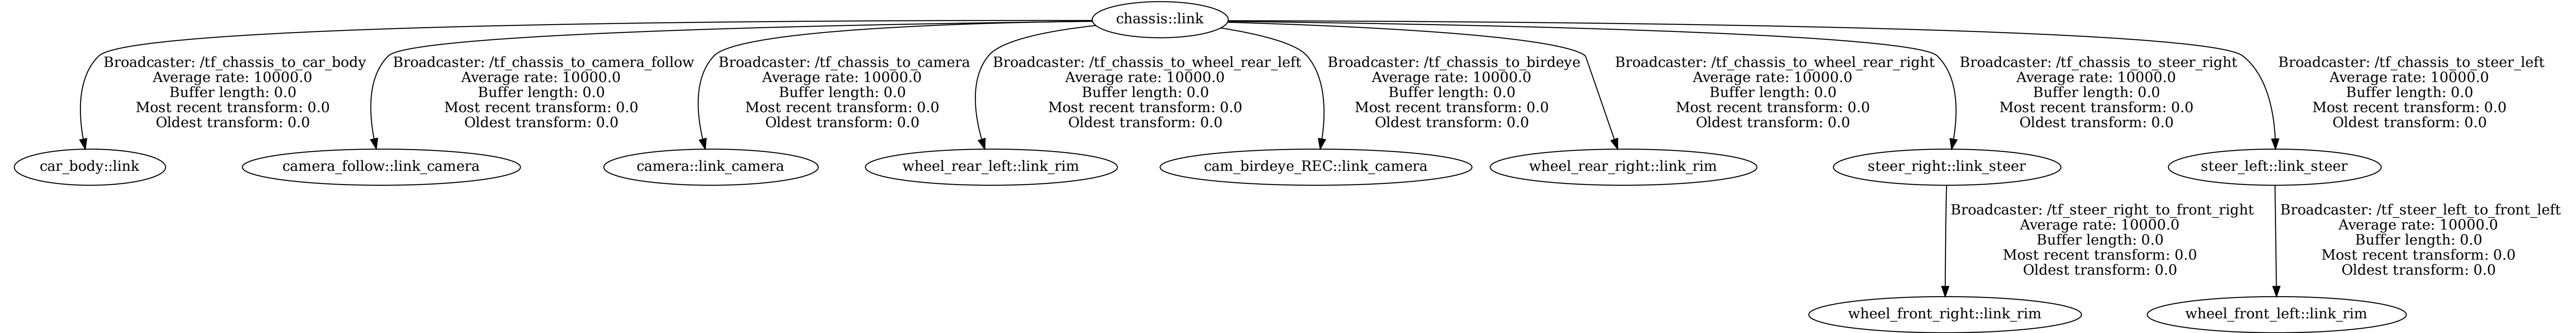 chassis::link
Broadcaster: /tf_chassis_to_car_body
Average rate: 10000.0
Buffer length: 0.0
Most recent transform: 0.0
Oldest transform: 0.0
Broadcaster: /tf_chassis_to_camera_follow
Average rate: 10000.0
Buffer length: 0.0
Most recent transform: 0.0
Oldest transform: 0.0
Broadcaster: /tf_chassis_to_camera
Average rate: 10000.0
Buffer length: 0.0
Most recent transform: 0.0
Oldest transform: 0.0
Broadcaster: /tf_chassis_to_wheel_rear_left
Average rate: 10000.0
Buffer length: 0.0
Most recent transform: 0.0
Oldest transform: 0.0
Broadcaster: /tf_chassis_to_birdeye
Average rate: 10000.0
Buffer length: 0.0
Most recent transform: 0.0
Oldest transform: 0.0
Broadcaster: /tf_chassis_to_wheel_rear_right
Average rate: 10000.0
Buffer length: 0.0
Most recent transform: 0.0
Oldest transform: 0.0
Broadcaster: /tf_chassis_to_steer_right
Average rate: 10000.0
Buffer length: 0.0
Most recent transform: 0.0
Oldest transform: 0.0
Broadcaster: /tf_chassis_to_steer_left
Average rate: 10000.0
Buffer length: 0.0
Most recent transform: 0.0
Oldest transform: 0.0
car_body::link
camera_follow::link_camera
camera::link_camera
wheel_rear_left::link_rim
cam_birdeye_REC::link_camera
wheel_rear_right::link_rim
steer_right::link_steer
steer_left::link_steer
Broadcaster: /tf_steer_right_to_front_right
Average rate: 10000.0
Buffer length: 0.0
Most recent transform: 0.0
Oldest transform: 0.0
Broadcaster: /tf_steer_left_to_front_left
Average rate: 10000.0
Buffer length: 0.0
Most recent transform: 0.0
Oldest transform: 0.0
wheel_front_right::link_rim
wheel_front_left::link_rim